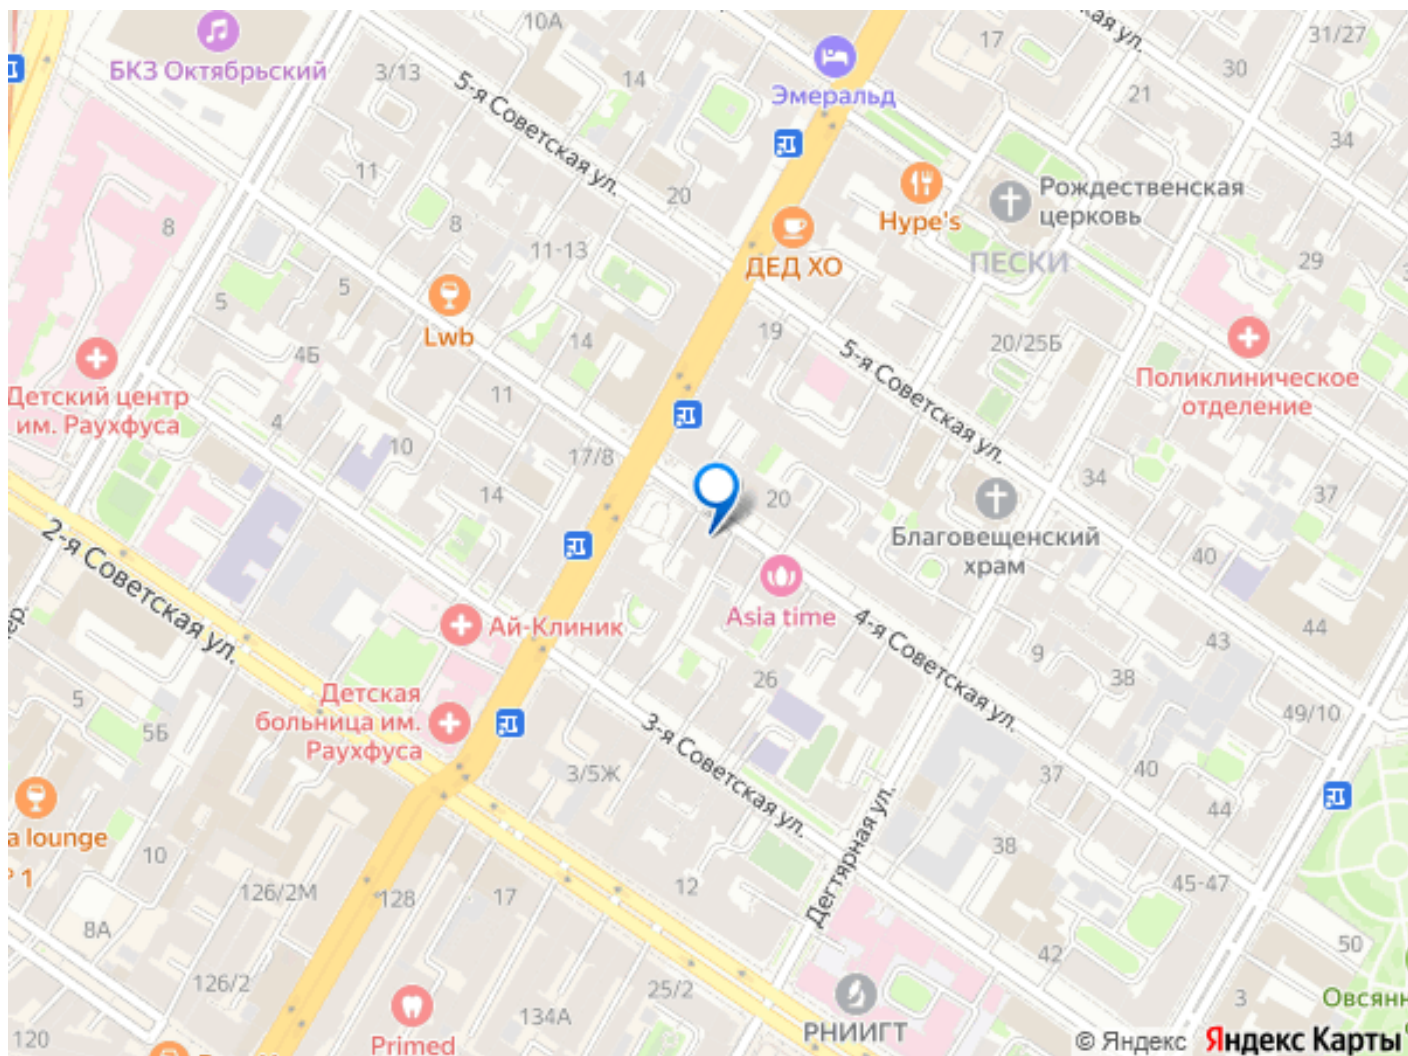 10А
17
ая ул.
31/27
БКЗ Октябрьский
3/13
14
Эмеральд
30
21
5-я Советская ул.
34
11
20
Hype's
Рождественская
церковь
8
8
11-13
ДЕД ХО
ПЕСКИ
29
5
5
Lwb
14
19
20/25Б
4Б
5-я Советская ул.
Поликлиническое
отделение
Детский центр
им. Раухфуса
11
4
10
17/8
34
14
20
37
Благовещенский
храм
40
2-я Советская ул.
Asia time
4-я Советская ул.
Ай-Клиник
43
44
9
38
26
Детская
больница им.
Раухфуса
5
5Б
3-я Советская ул.
49/10
3/5Ж
37
40
44
a lounge
Р 1
10
38
Дегтярная ул.
126/2М
128
17
12
45-47
8А
42
50
126/2
25/2
3
Овсянн
134А
120
Primed
РНИИГТ
© Яндекс Яндекс Карты